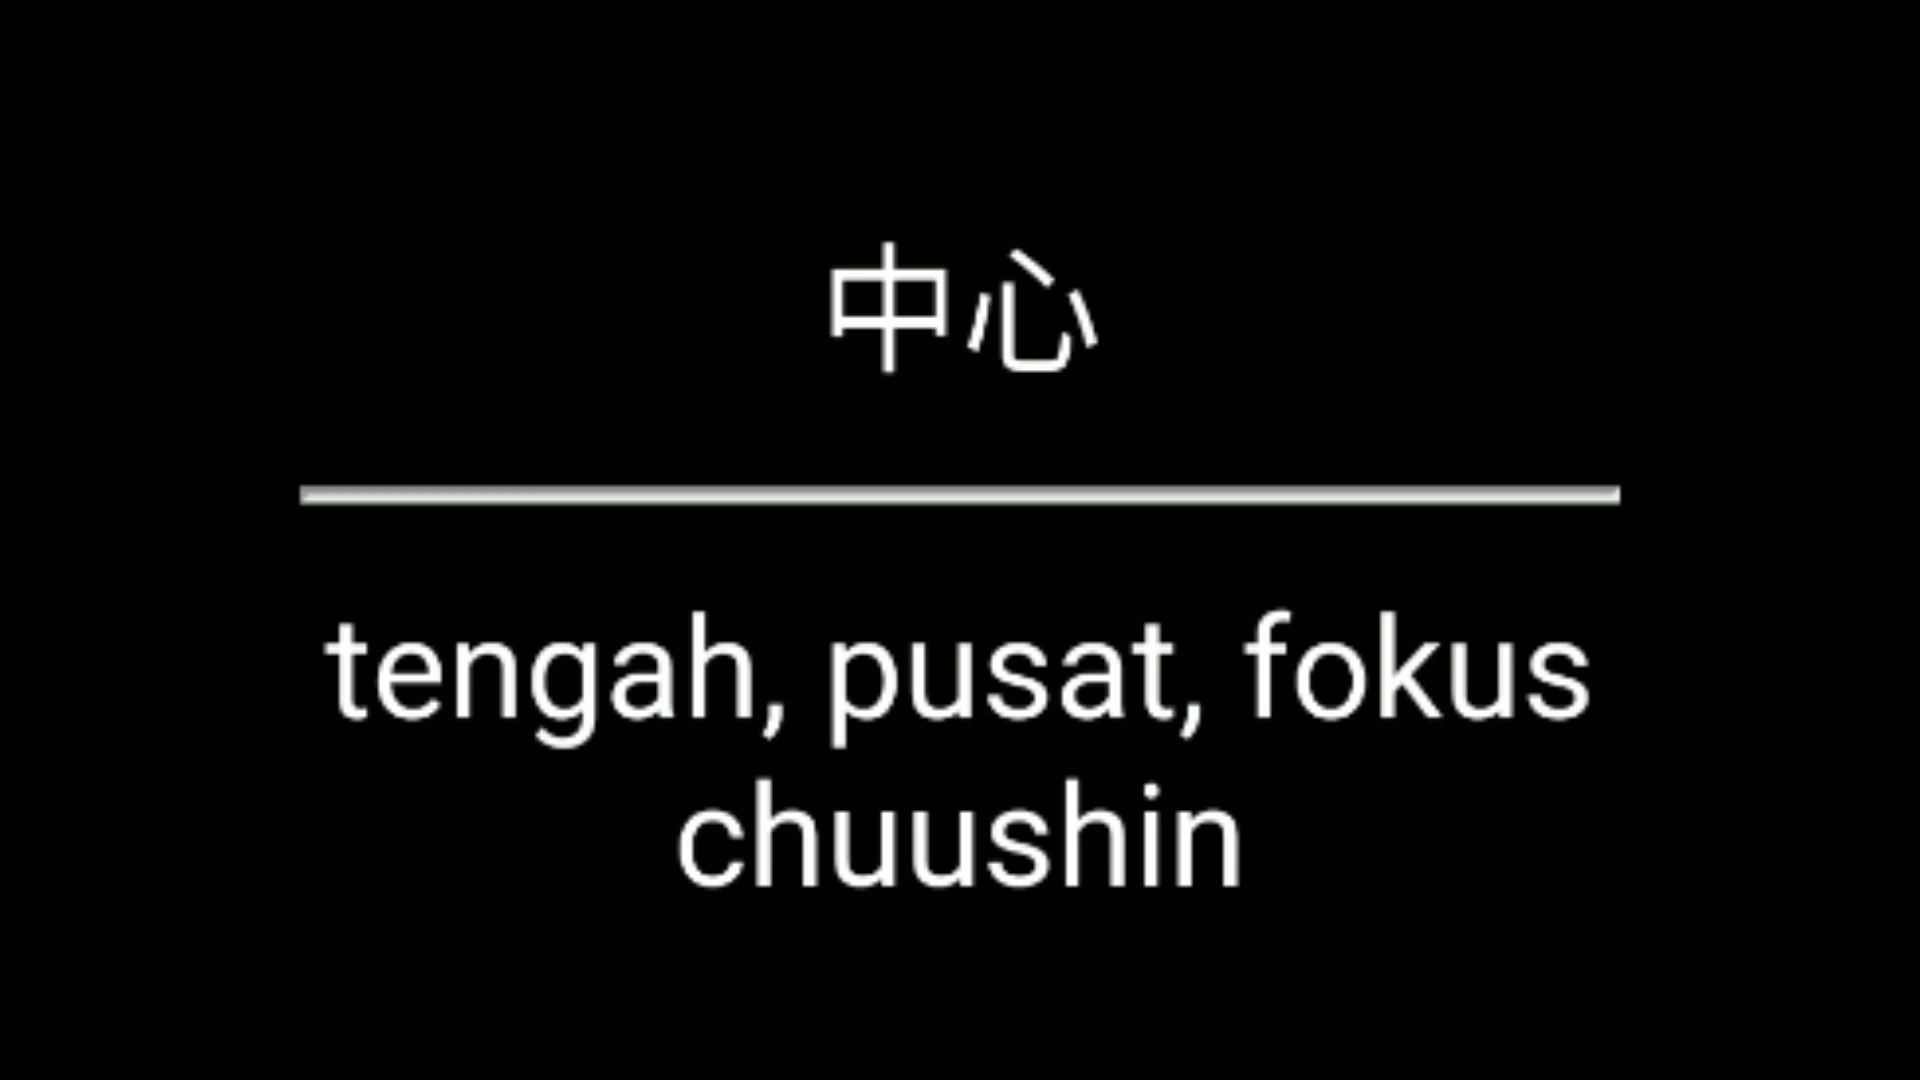 中心
tengah, pusat, fokus
chuushin